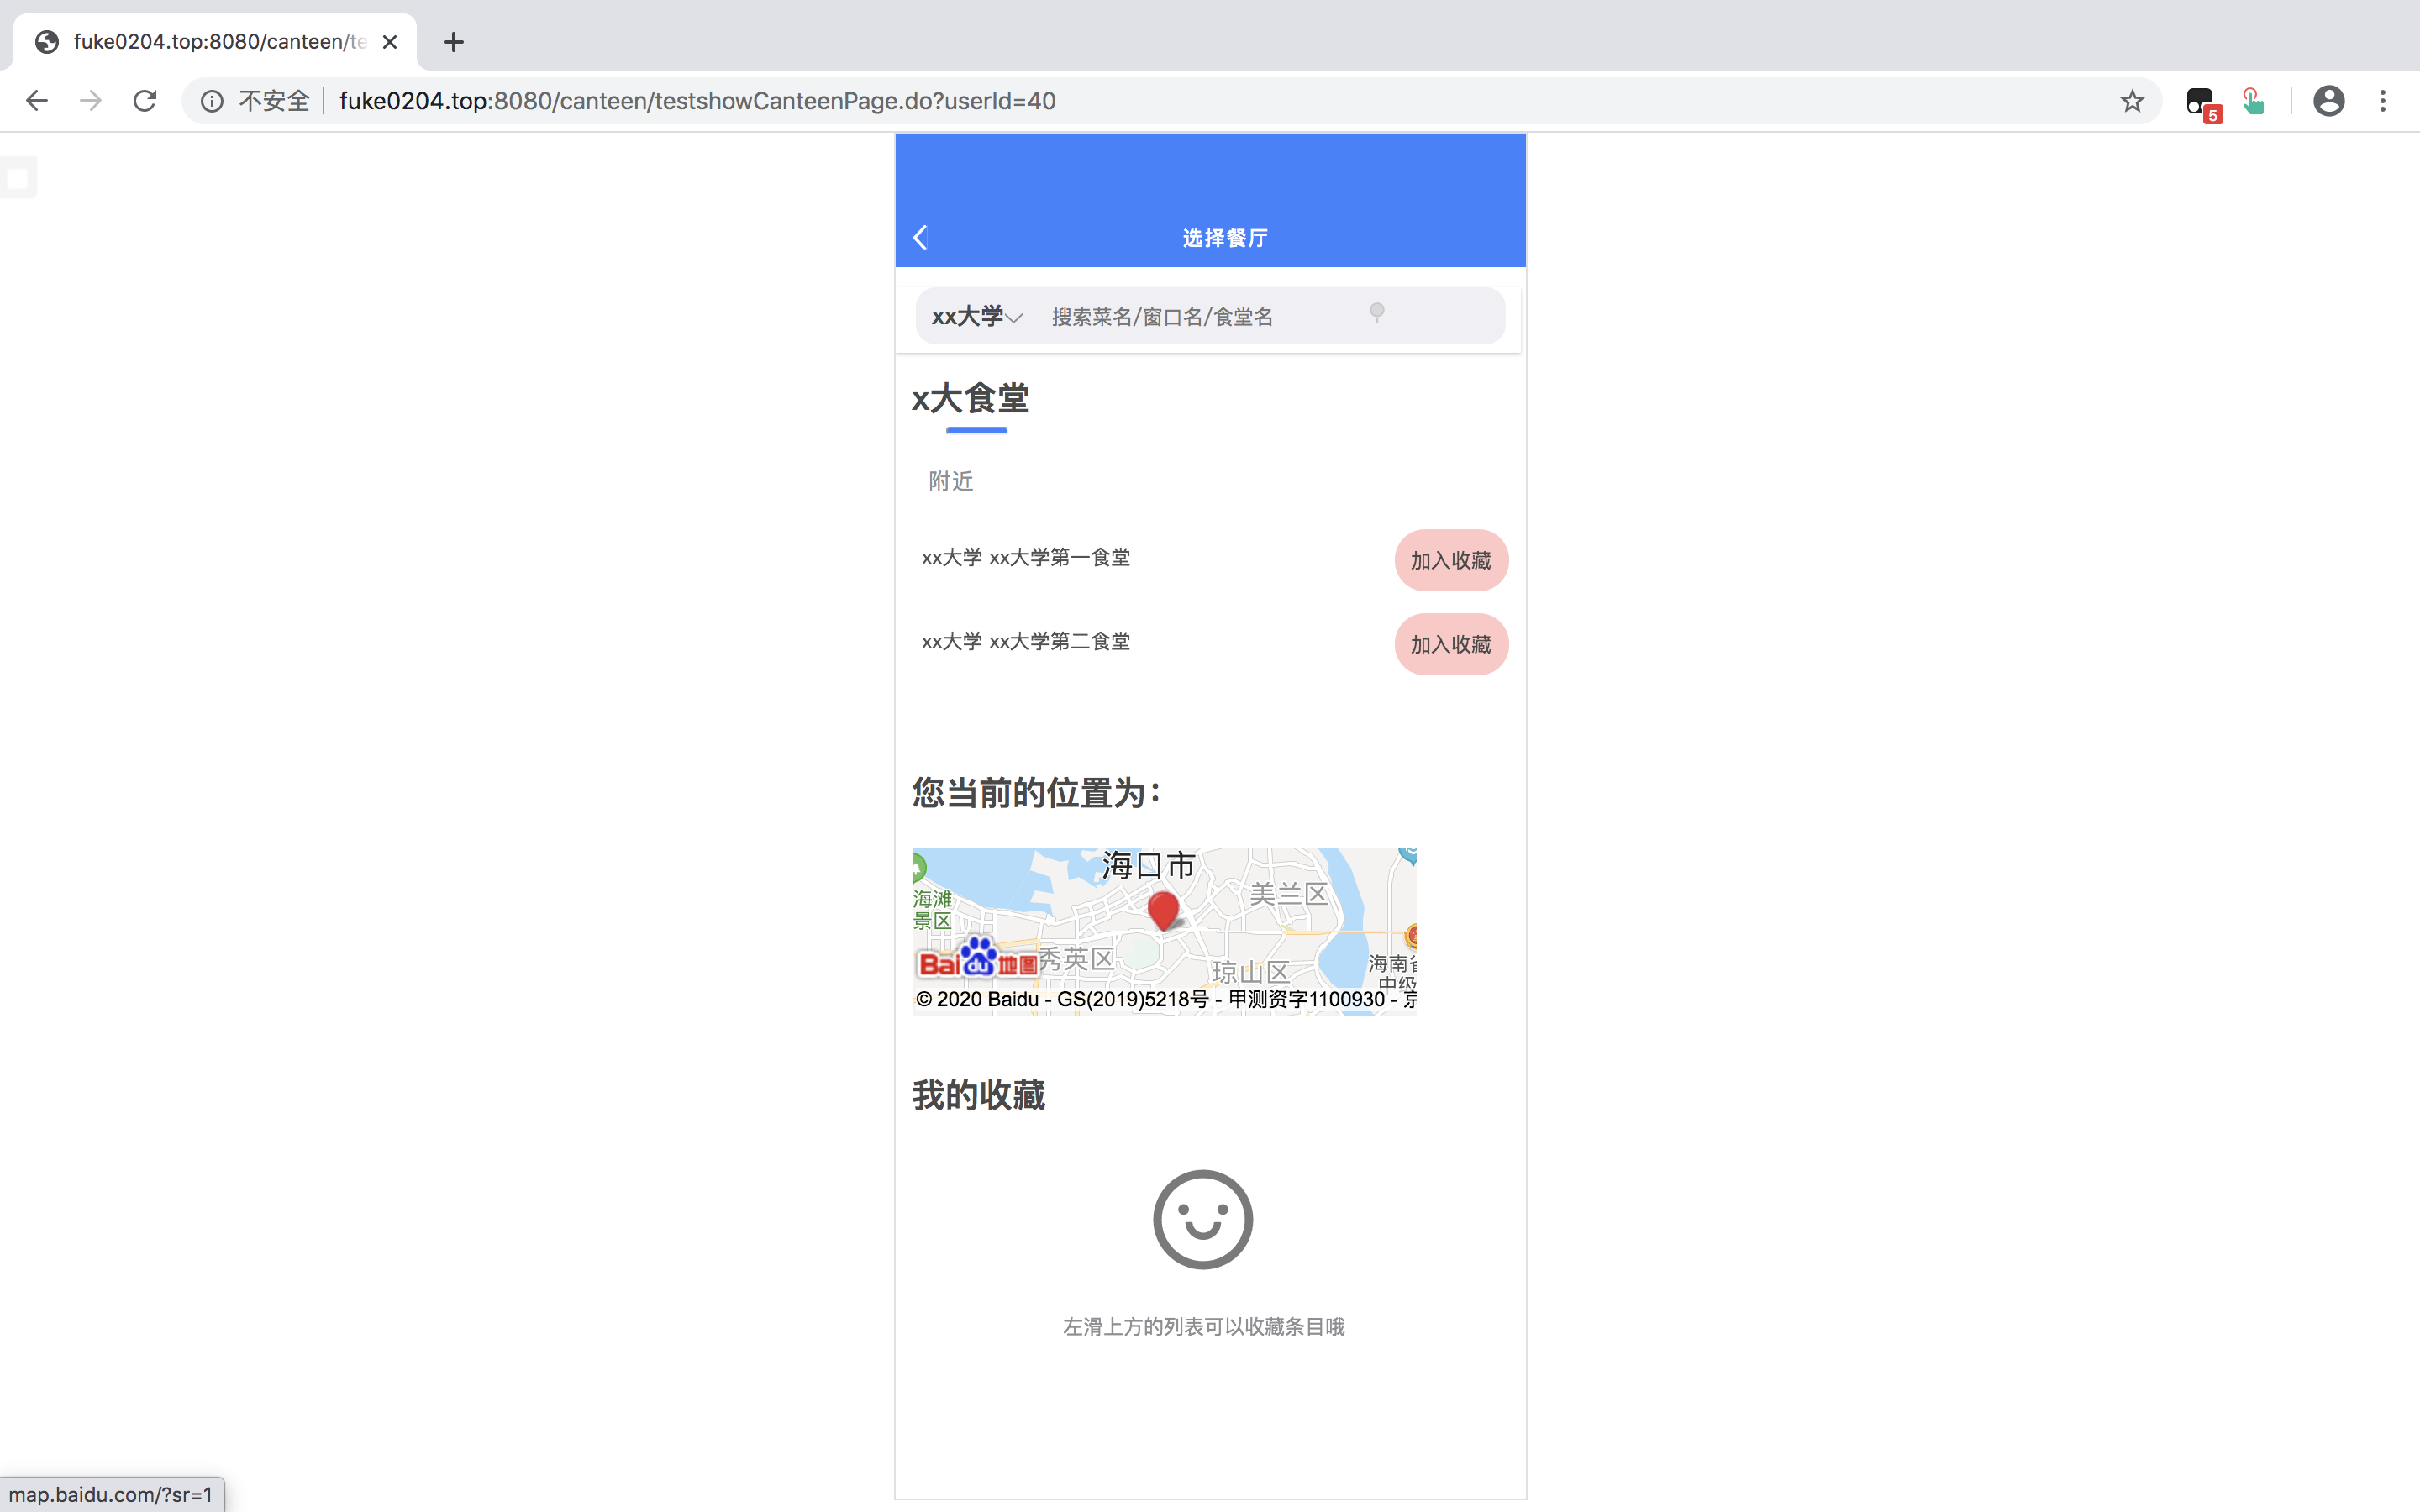 fuke0204.top:8080/canteen/te
不安全
fuke0204.top:8080/canteen/testshowCanteenPage.do?userId=40
5
选择餐厅
xx大学
搜索菜名/窗口名/食堂名
x大食堂
附近
xx大学 xx大学第一食堂
加入收藏
xx大学 xx大学第二食堂
加入收藏
您当前的位置为：
海口市
美兰区
海滩
景区
秀英区
琼山区
海南省
中级
Bai du 地图
© 2020 Baidu - GS(2019)5218号 - 甲测资字1100930 - 京
我的收藏
左滑上方的列表可以收藏条目哦
map.baidu.com/?sr=1